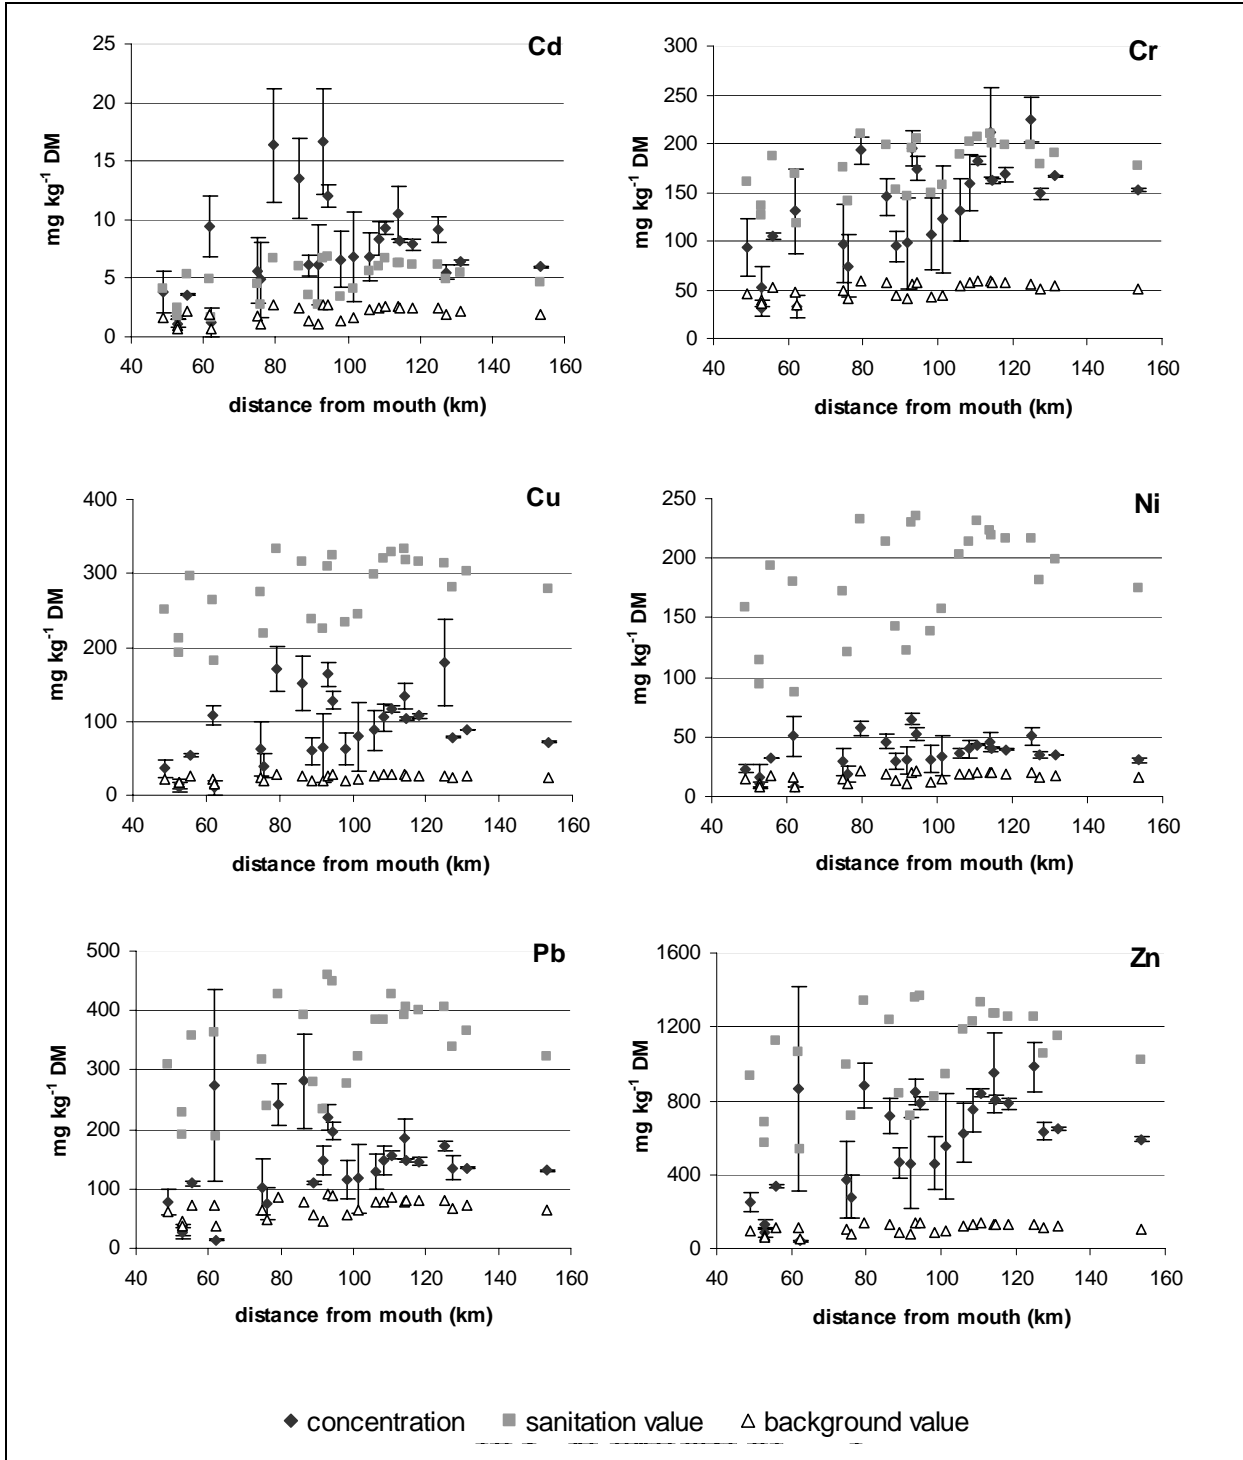 Cd
25
20
15
10
5
0
mg kg-1 DM
40 60 80 100 120 140 160
distance from mouth (km)
Cr
300
250
200
150
100
50
0
mg kg-1 DM
40 60 80 100 120 140 160
distance from mouth (km)
Cu
400
300
200
100
0
mg kg-1 DM
40 60 80 100 120 140 160
distance from mouth (km)
Ni
250
200
150
100
50
0
mg kg-1 DM
40 60 80 100 120 140 160
distance from mouth (km)
Pb
500
400
300
200
100
0
mg kg-1 DM
40 60 80 100 120 140 160
distance from mouth (km)
Zn
1600
1200
800
400
0
mg kg-1 DM
40 60 80 100 120 140 160
distance from mouth (km)
concentration sanitation value background value